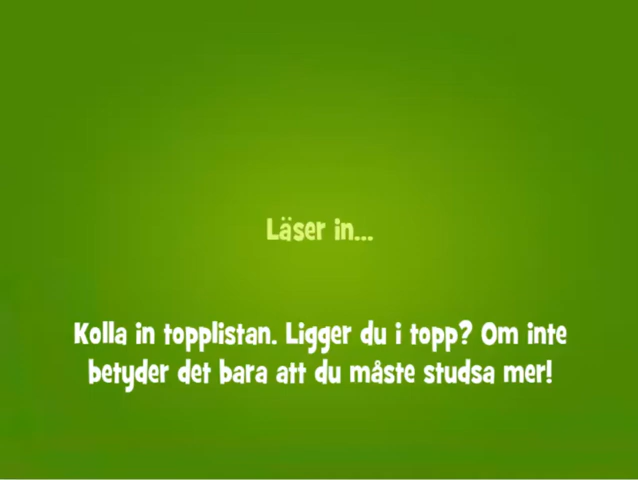 Läser in...
Kolla in topplistan. Ligger du i topp? Om inte
betyder det bara att du måste studsa mer!